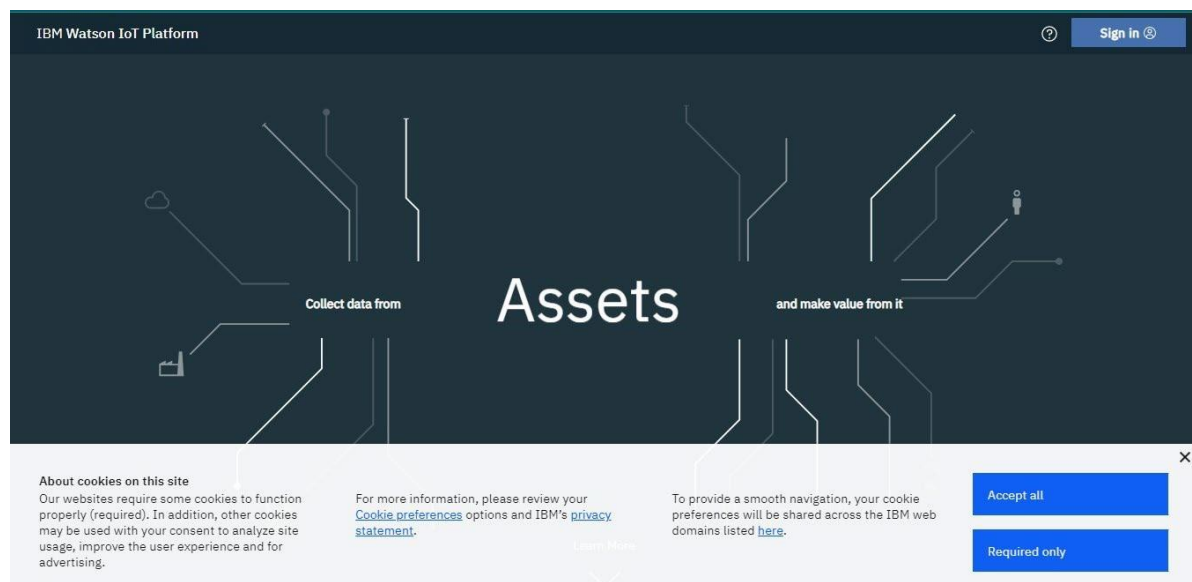 IBM Watson IoT Platform
Sign in
Collect data from
Assets
and make value from it
About cookies on this site
Our websites require some cookies to function
properly (required). In addition, other cookies
may be used with your consent to analyze site
usage, improve the user experience and for
advertising.
For more information, please review your
Cookie preferences options and IBM's privacy
statement.
To provide a smooth navigation, your cookie
preferences will be shared across the IBM web
domains listed here.
Learn More
Accept all
Required only